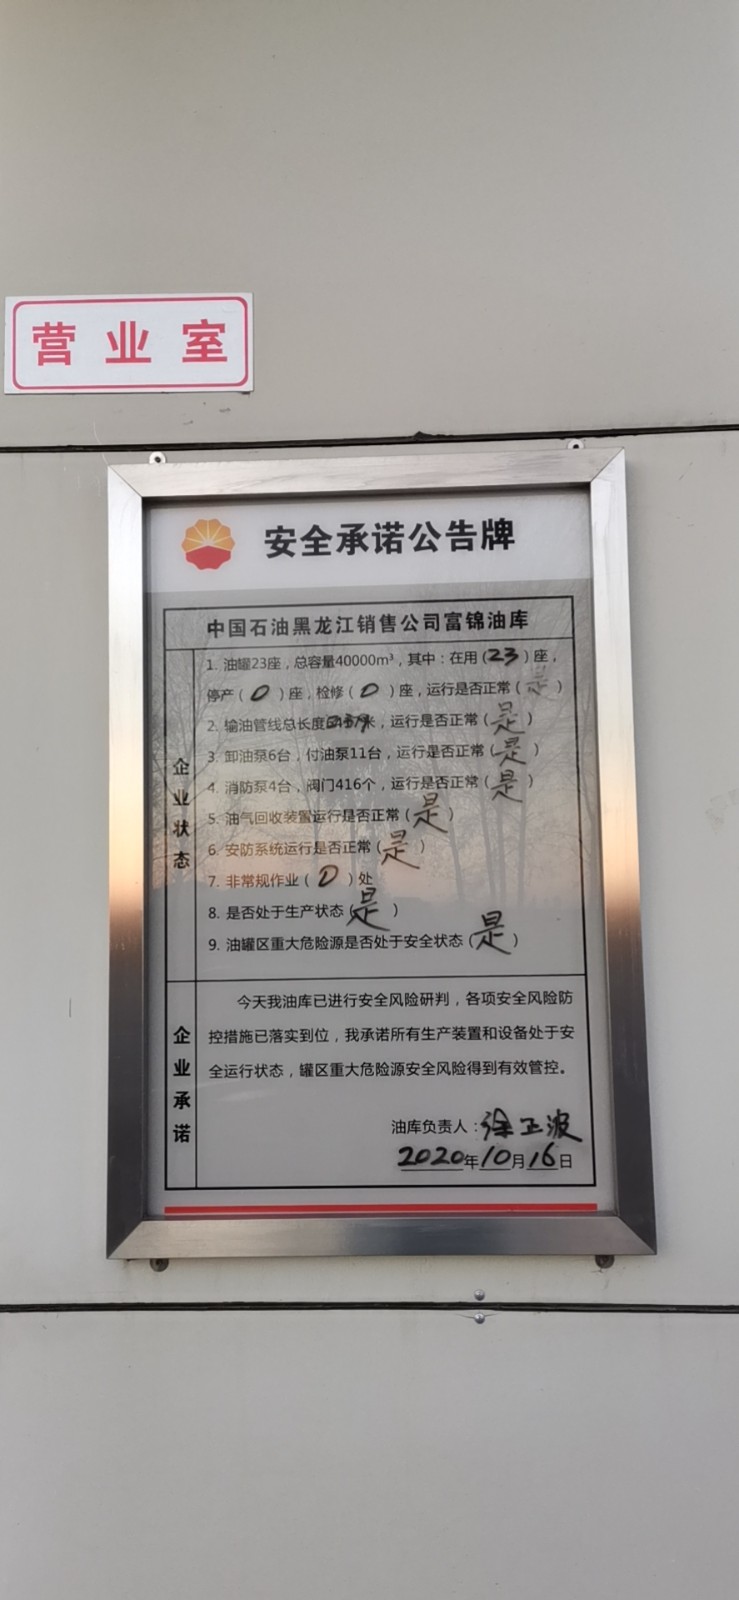 营业室
安全承诺公告牌
中国石油黑龙江销售公司富锦油库
企业状态
1. 油罐23座，总容量40000m³，其中：在用（23）座，
停产（0）座，检修（0）座，运行是否正常（是）
2. 输油管线总长度米，运行是否正常（是）
3. 卸油泵6台，付油泵11台，运行是否正常（是）
4. 消防泵4台，阀门416个，运行是否正常（是）
5. 油气回收装置运行是否正常（是）
6. 安防系统运行是否正常（是）
7. 非常规作业（0）处
8. 是否处于生产状态（是）
9. 油罐区重大危险源是否处于安全状态（是）
企业承诺
今天我油库已进行安全风险研判，各项安全风险防
控措施已落实到位，我承诺所有生产装置和设备处于安
全运行状态，罐区重大危险源安全风险得到有效管控。
油库负责人：徐正波
2020年10月16日